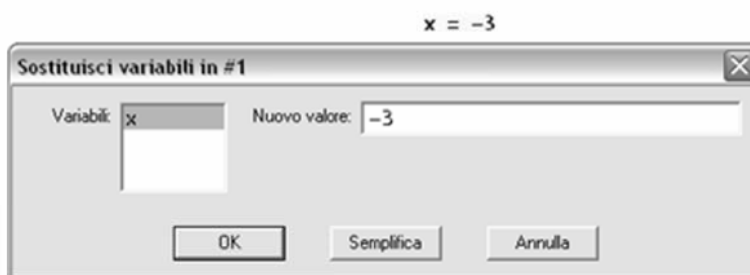 x = -3
Sostituisci variabili in #1
Variabili: x Nuovo valore: -3
OK Semplifica Annulla